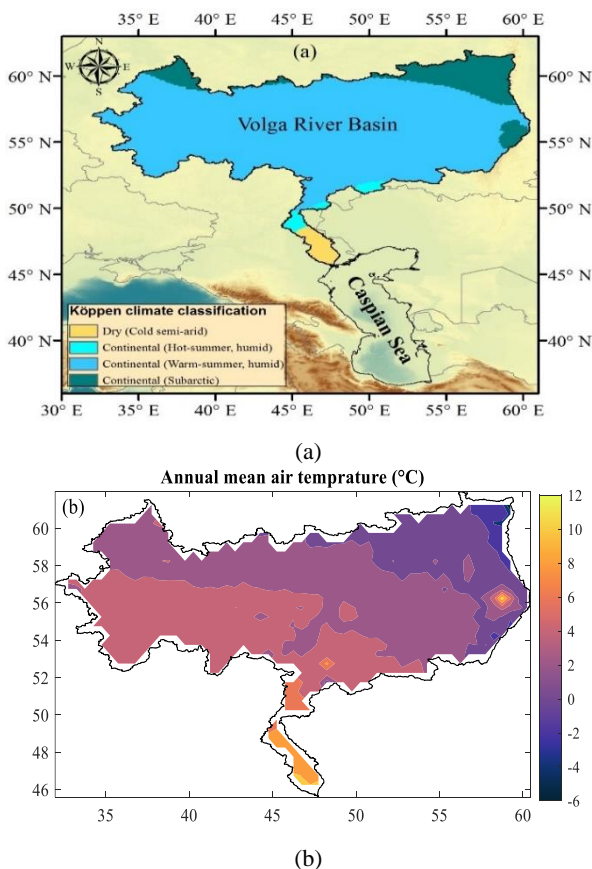 35° E 40° E 45° E 50° E 55° E 60° E
N
W E
S
(a)
60° N 60° N
Volga River Basin
55° N 55° N
50° N 50° N
45° N 45° N
Caspian Sea
40° N 40° N
Köppen climate classification
Dry (Cold semi-arid)
Continental (Hot-summer, humid)
Continental (Warm-summer, humid)
Continental (Subarctic)
30° E 35° E 40° E 45° E 50° E 55° E 60° E
(a)
Annual mean air temprature (°C)
(b)
12
60
10
58
8
56
6
4
54
2
52
0
50
-2
48
-4
46
-6
35 40 45 50 55 60
(b)